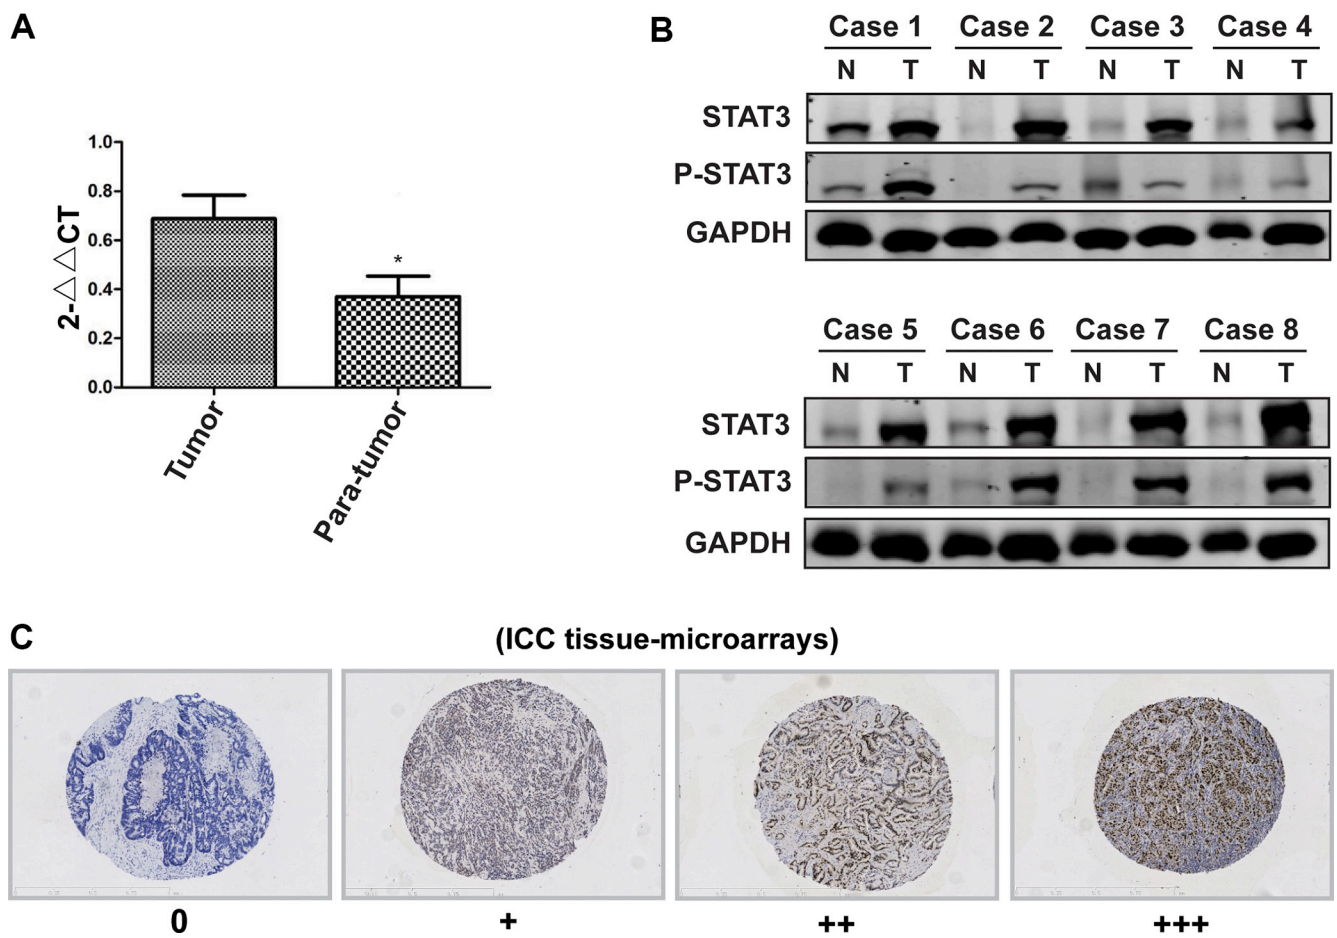 A
1.0
0.8
0.6
0.4
0.2
0.0
2-△△CT
*
Tumor
Para-tumor
B
Case 1 Case 2 Case 3 Case 4
N T N T N T N T
STAT3
P-STAT3
GAPDH
Case 5 Case 6 Case 7 Case 8
N T N T N T N T
STAT3
P-STAT3
GAPDH
C
(ICC tissue-microarrays)
0 + ++ +++